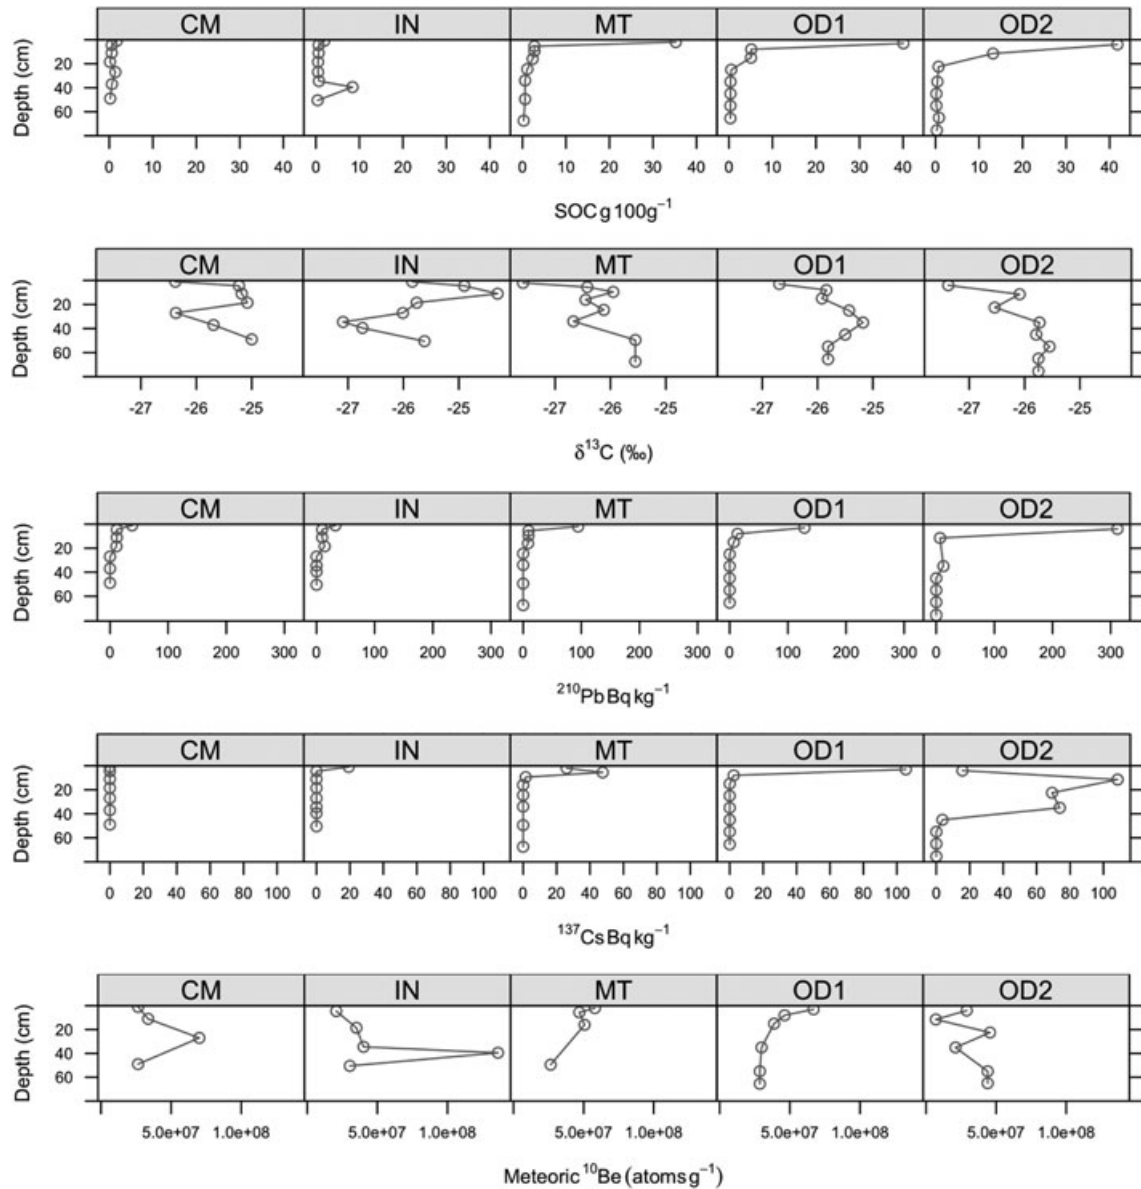 CM IN MT OD1 OD2
Depth (cm)
20
60
0 10 20 30 40 0 10 20 30 40 0 10 20 30 40 0 10 20 30 40 0 10 20 30 40
SOC g 100g⁻¹
CM IN MT OD1 OD2
Depth (cm)
20
60
-27 -26 -25 -27 -26 -25 -27 -26 -25 -27 -26 -25 -27 -26 -25
δ¹³C (‰)
CM IN MT OD1 OD2
Depth (cm)
20
60
0 100 200 300 0 100 200 300 0 100 200 300 0 100 200 300 0 100 200 300
²¹⁰Pb Bq kg⁻¹
CM IN MT OD1 OD2
Depth (cm)
20
60
0 20 40 60 80 100 0 20 40 60 80 100 0 20 40 60 80 100 0 20 40 60 80 100 0 20 40 60 80 100
¹³⁷Cs Bq kg⁻¹
CM IN MT OD1 OD2
Depth (cm)
20
60
5.0e+07 1.0e+08 5.0e+07 1.0e+08 5.0e+07 1.0e+08 5.0e+07 1.0e+08 5.0e+07 1.0e+08
Meteoric ¹⁰Be (atoms g⁻¹)